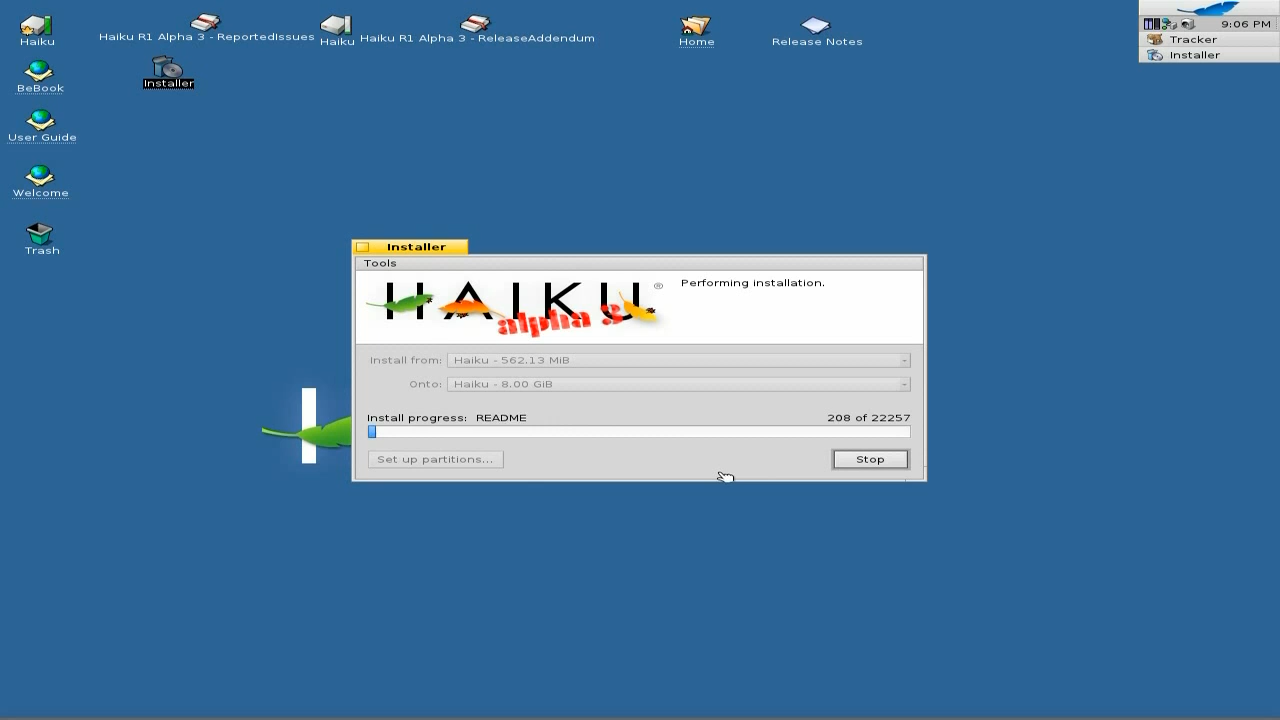 Haiku
Haiku R1 Alpha 3 - ReportedIssues
Haiku
Haiku R1 Alpha 3 - ReleaseAddendum
Home
Release Notes
9:06 PM
Tracker
Installer
BeBook
Installer
User Guide
Welcome
Trash
Installer
Tools
HAIKU ®
alpha 3
Performing installation.
Install from: Haiku - 562.13 MiB
Onto: Haiku - 8.00 GiB
Install progress: README 208 of 22257
Set up partitions... Stop